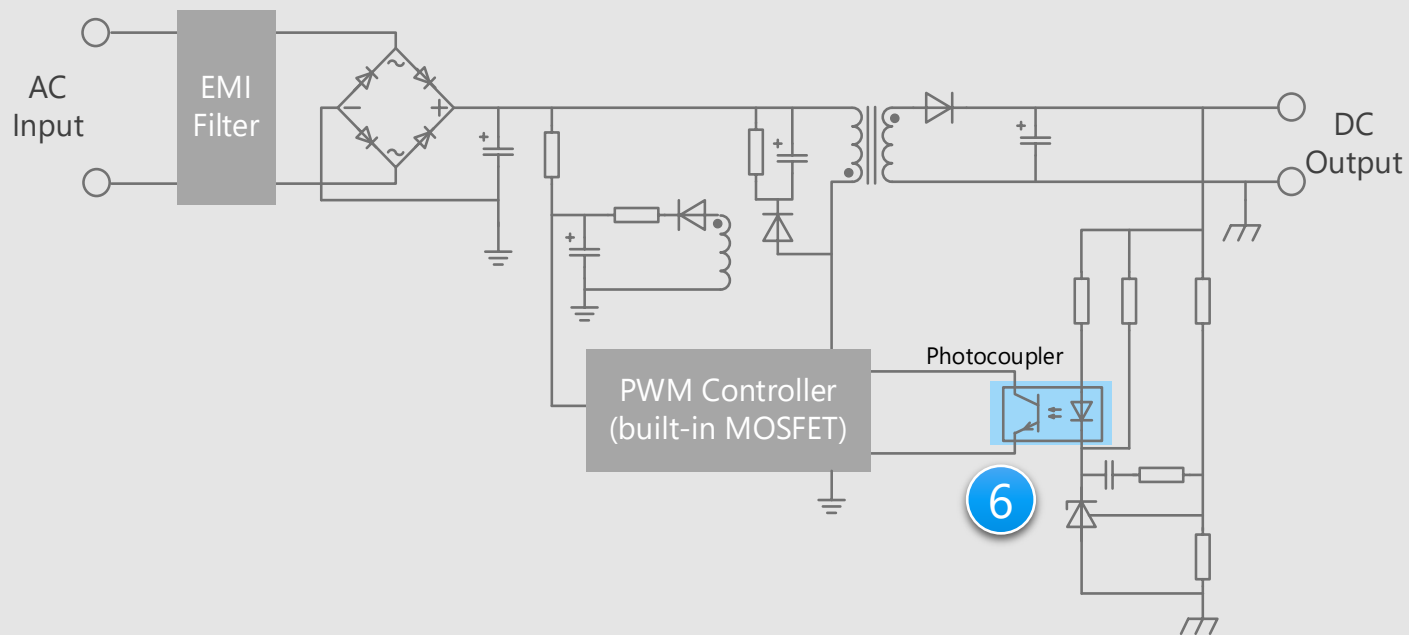 AC
Input
EMI
Filter
DC
Output
Photocoupler
PWM Controller
(built-in MOSFET)
6